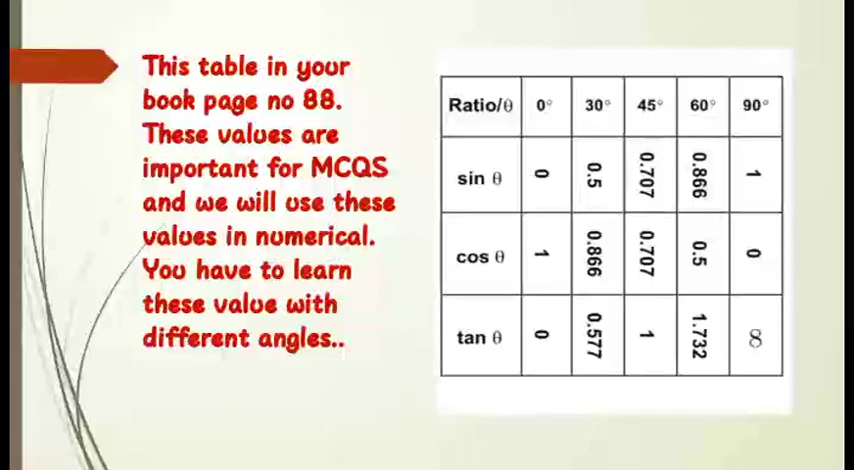 This table in your
book page no 88.
These values are
important for MCQS
and we will use these
values in numerical.
You have to learn
these value with
different angles..
Ratio/θ 0° 30° 45° 60° 90°
sin θ 0 0.5 0.707 0.866 1
cos θ 1 0.866 0.707 0.5 0
tan θ 0 0.577 1 1.732 ∞